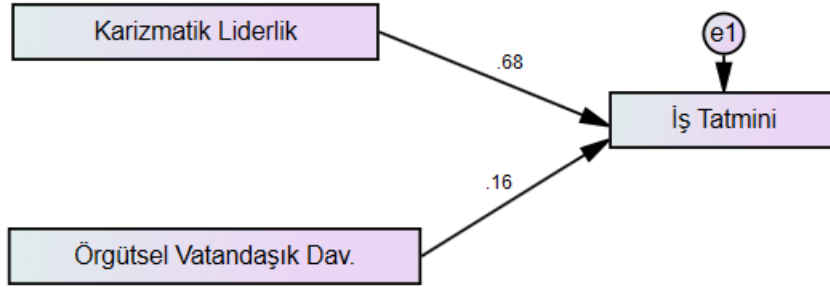 Karizmatik Liderlik
e1
.68
İş Tatmini
.16
Örgütsel Vatandaşık Dav.